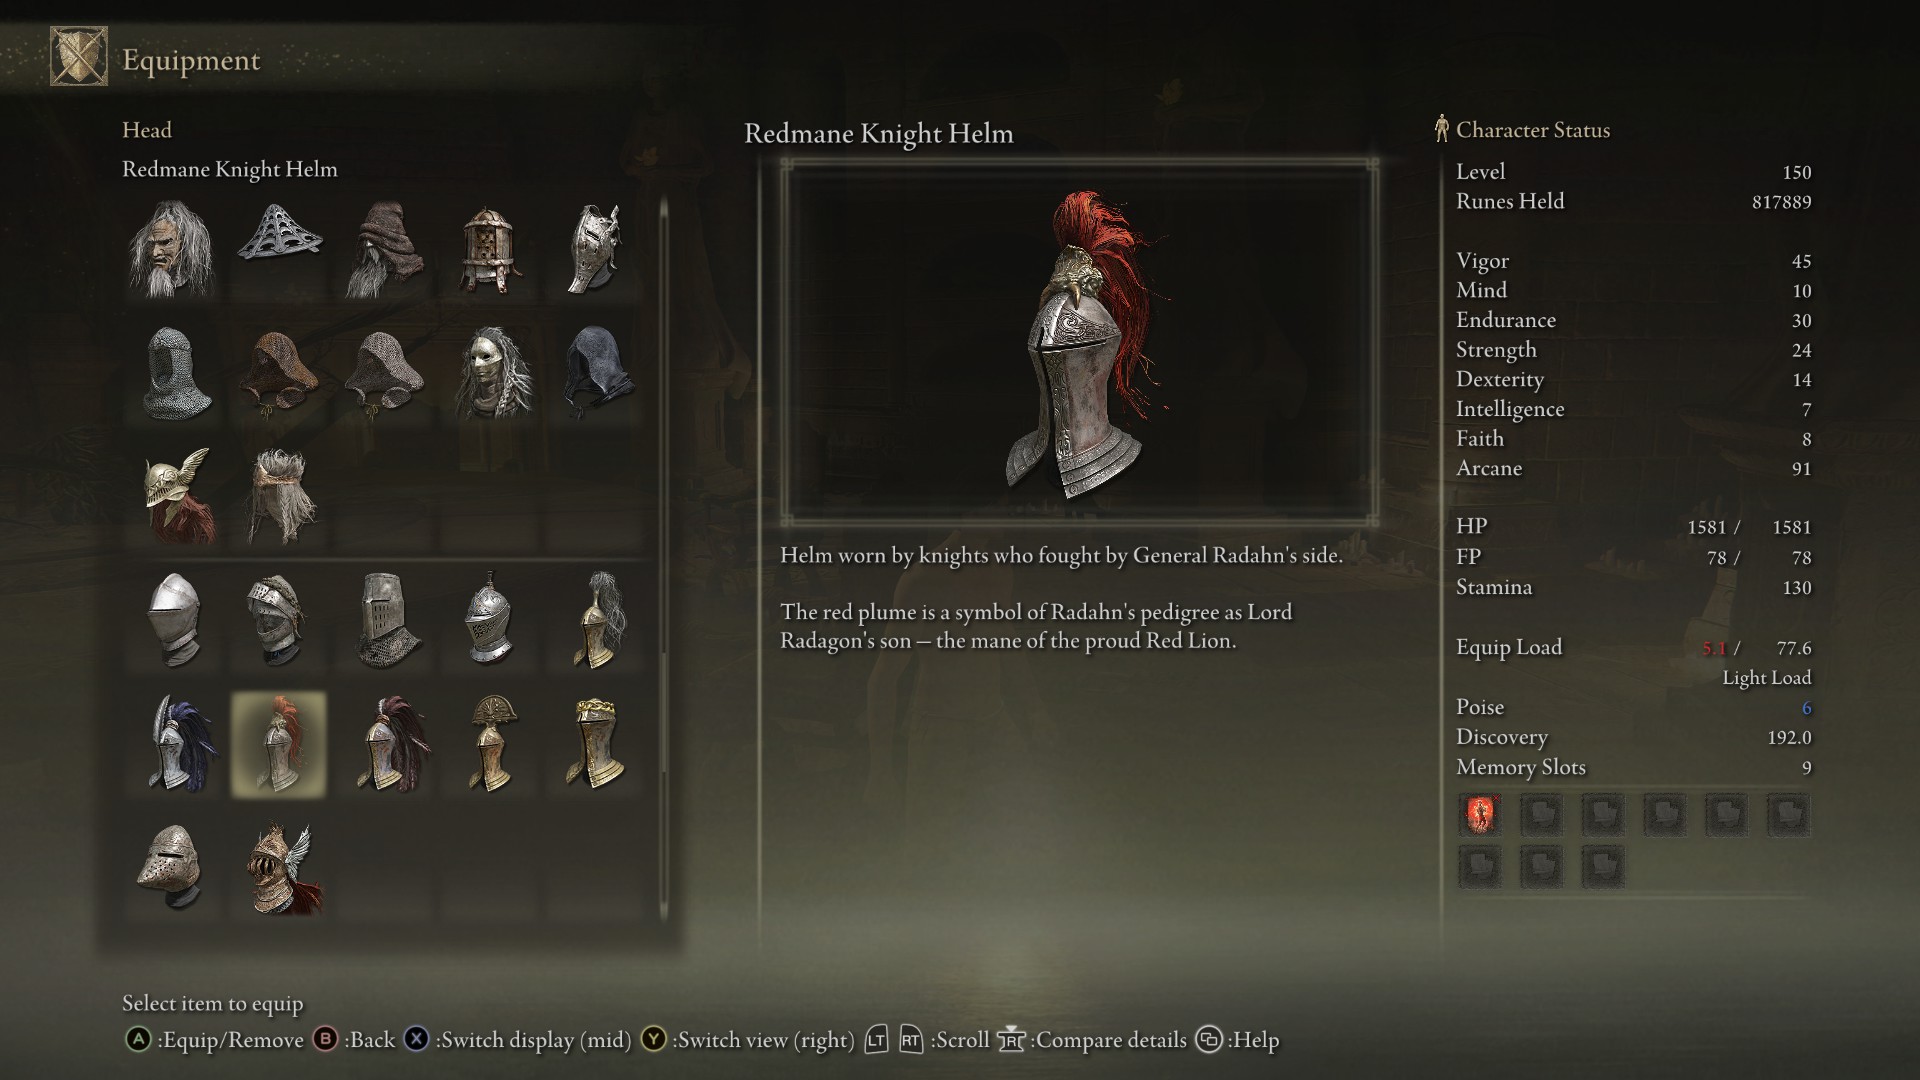 Equipment
Head
Redmane Knight Helm
Redmane Knight Helm
Helm worn by knights who fought by General Radahn's side.
The red plume is a symbol of Radahn's pedigree as Lord
Radagon's son — the mane of the proud Red Lion.
Character Status
Level 150
Runes Held 817889
Vigor 45
Mind 10
Endurance 30
Strength 24
Dexterity 14
Intelligence 7
Faith 8
Arcane 91
HP 1581 / 1581
FP 78 / 78
Stamina 130
Equip Load 5.1 / 77.6
Light Load
Poise 6
Discovery 192.0
Memory Slots 9
Select item to equip
A :Equip/Remove B :Back X :Switch display (mid) Y :Switch view (right) LT RT :Scroll R :Compare details :Help